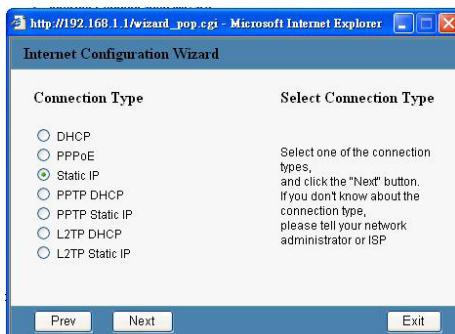 http://192.168.1.1/wizard_pop.cgi - Microsoft Internet Explorer
Internet Configuration Wizard
Connection Type
DHCP
PPPoE
Static IP
PPTP DHCP
PPTP Static IP
L2TP DHCP
L2TP Static IP
Select Connection Type
Select one of the connection
types,
and click the "Next" button.
If you don't know about the
connection type,
please tell your network
administrator or ISP
Prev
Next
Exit